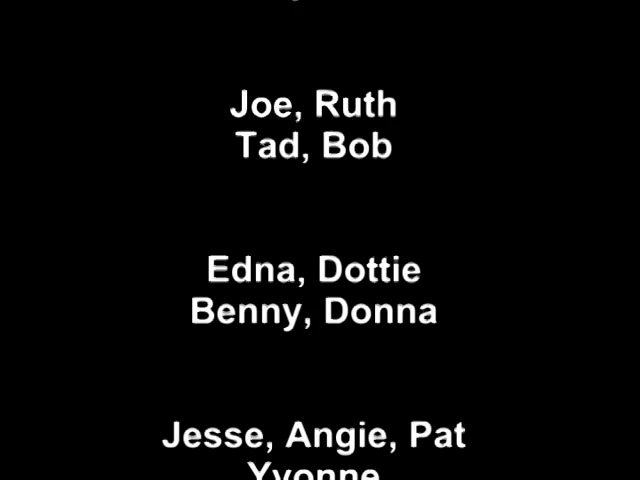 Joe, Ruth
Tad, Bob
Edna, Dottie
Benny, Donna
Jesse, Angie, Pat
Yvonne